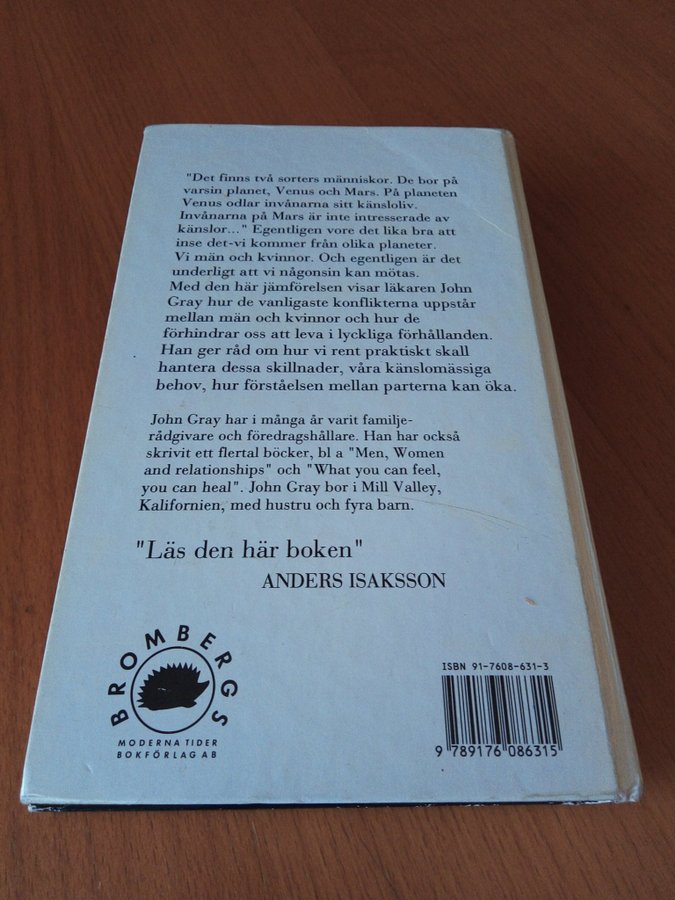 "Det finns två sorters människor. De bor på
varsin planet, Venus och Mars. På planeten
Venus odlar invånarna sitt känsloliv.
Invånarna på Mars är inte intresserade av
känslor..." Egentligen vore det lika bra att
inse det-vi kommer från olika planeter.
Vi män och kvinnor. Och egentligen är det
underligt att vi någonsin kan mötas.
Med den här jämförelsen visar läkaren John
Gray hur de vanligaste konflikterna uppstår
mellan män och kvinnor och hur de
förhindrar oss att leva i lyckliga förhållanden.
Han ger råd om hur vi rent praktiskt skall
hantera dessa skillnader, våra känslomässiga
behov, hur förståelsen mellan parterna kan öka.
John Gray har i många år varit familje-
rådgivare och föredragshållare. Han har också
skrivit ett flertal böcker, bl a "Men, Women
and relationships" och "What you can feel,
you can heal". John Gray bor i Mill Valley,
Kalifornien, med hustru och fyra barn.
"Läs den här boken"
ANDERS ISAKSSON
BROMBERGS
MODERNA TIDER
BOKFÖRLAG AB
ISBN 91-7608-631-3
9 789176 086315